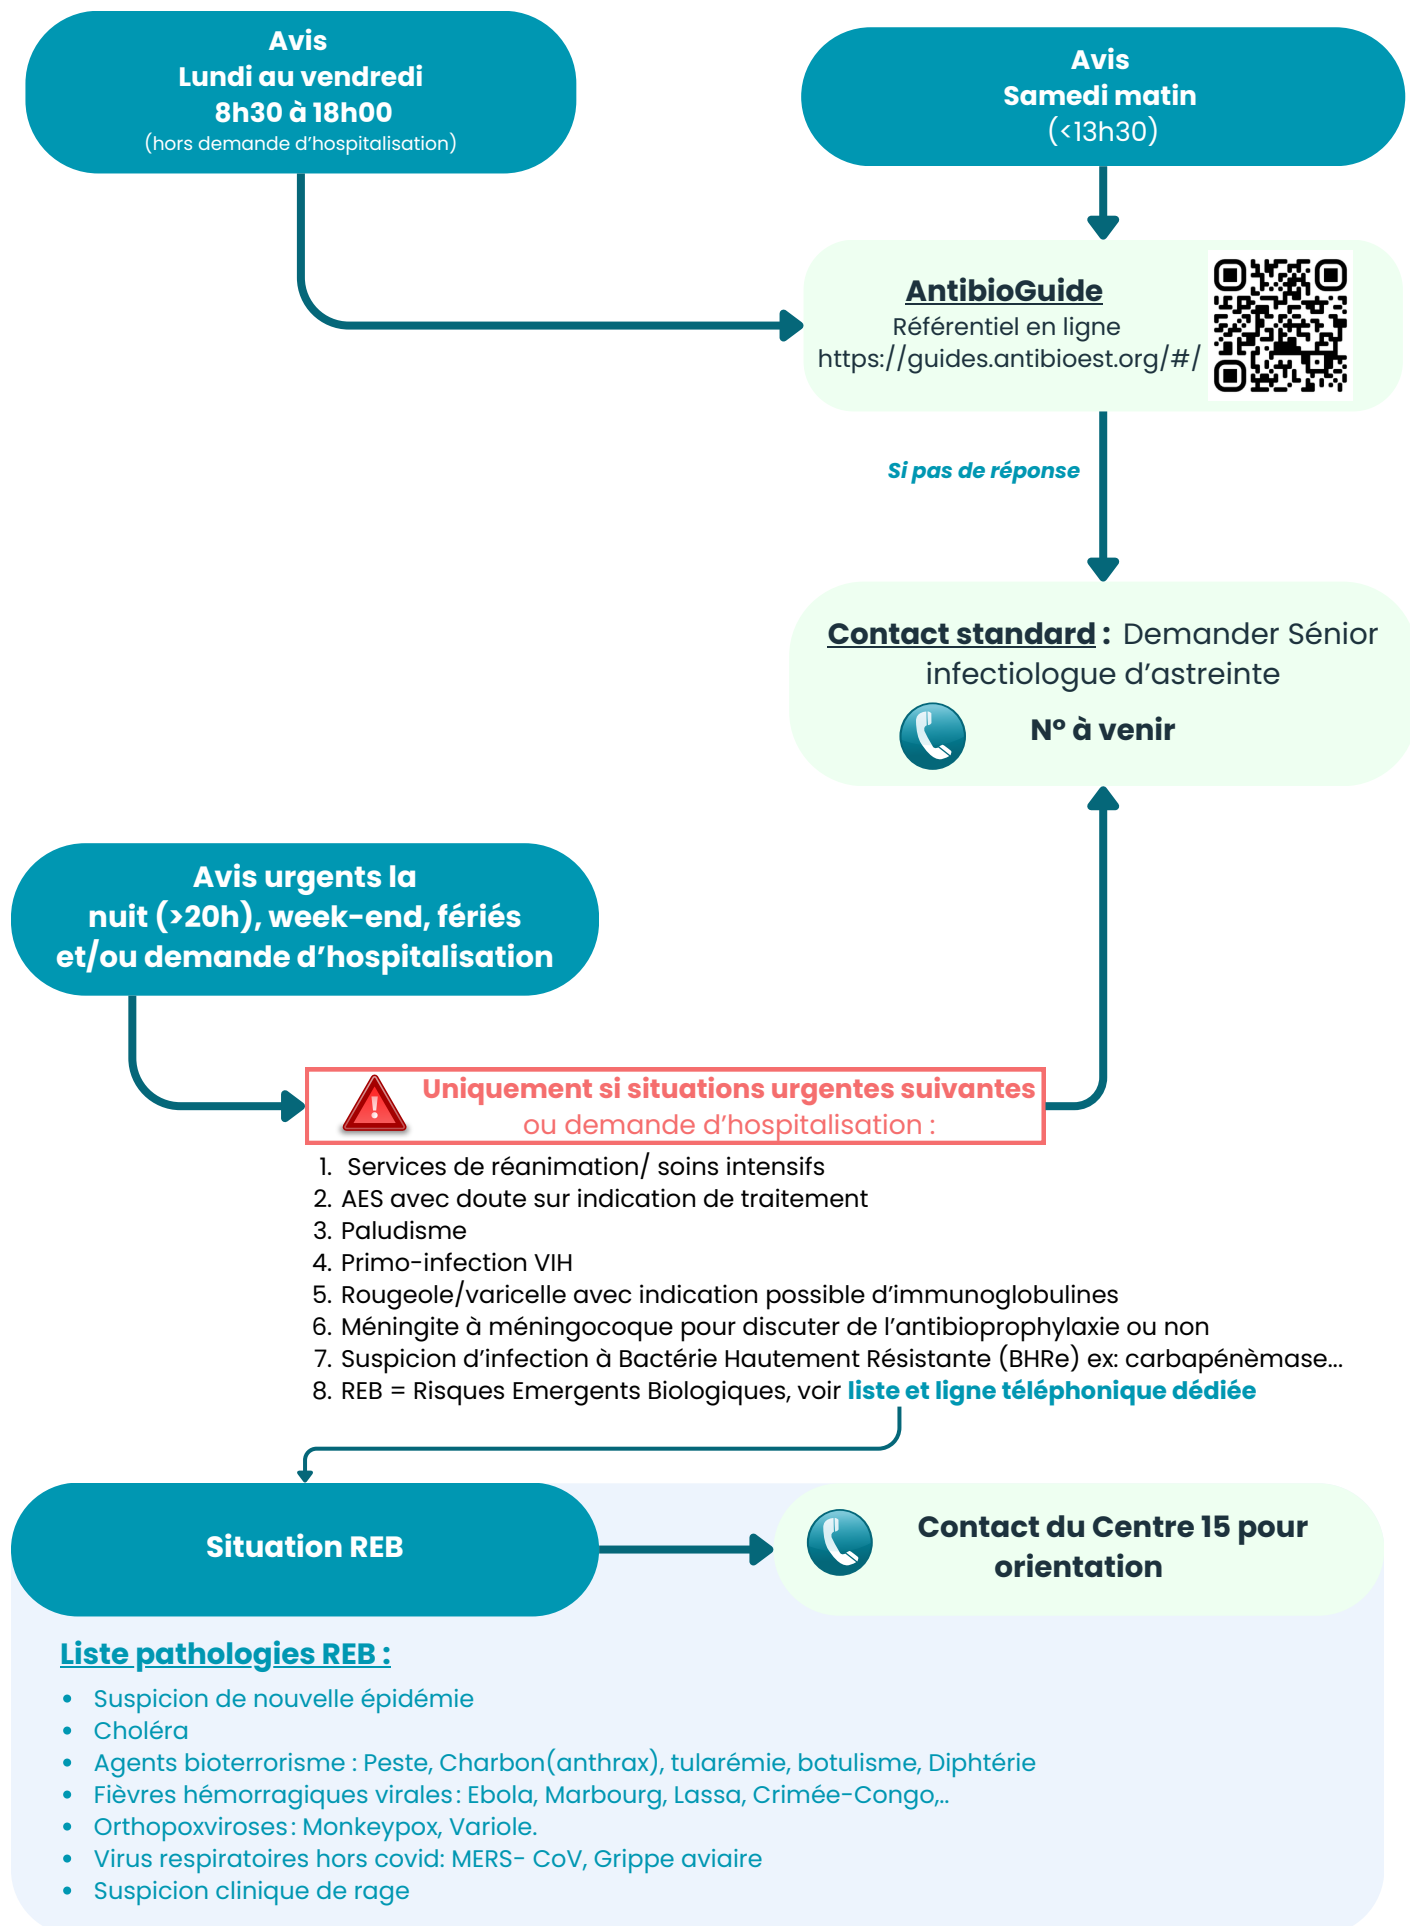 Avis
Lundi au vendredi
8h30 à 18h00
(hors demande d'hospitalisation)
Avis
Samedi matin
(<13h30)
AntibioGuide
Référentiel en ligne
https://guides.antibioest.org/#/
Si pas de réponse
Contact standard : Demander Sénior
infectiologue d'astreinte
N° à venir
Avis urgents la
nuit (>20h), week-end, fériés
et/ou demande d'hospitalisation
Uniquement si situations urgentes suivantes
ou demande d'hospitalisation :
1. Services de réanimation/ soins intensifs
2. AES avec doute sur indication de traitement
3. Paludisme
4. Primo-infection VIH
5. Rougeole/varicelle avec indication possible d'immunoglobulines
6. Méningite à méningocoque pour discuter de l'antibioprophylaxie ou non
7. Suspicion d'infection à Bactérie Hautement Résistante (BHRe) ex: carbapénèmase...
8. REB = Risques Emergents Biologiques, voir liste et ligne téléphonique dédiée
Situation REB
Contact du Centre 15 pour
orientation
Liste pathologies REB :
• Suspicion de nouvelle épidémie
• Choléra
• Agents bioterrorisme : Peste, Charbon(anthrax), tularémie, botulisme, Diphtérie
• Fièvres hémorragiques virales : Ebola, Marbourg, Lassa, Crimée-Congo,..
• Orthopoxviroses : Monkeypox, Variole.
• Virus respiratoires hors covid: MERS- CoV, Grippe aviaire
• Suspicion clinique de rage